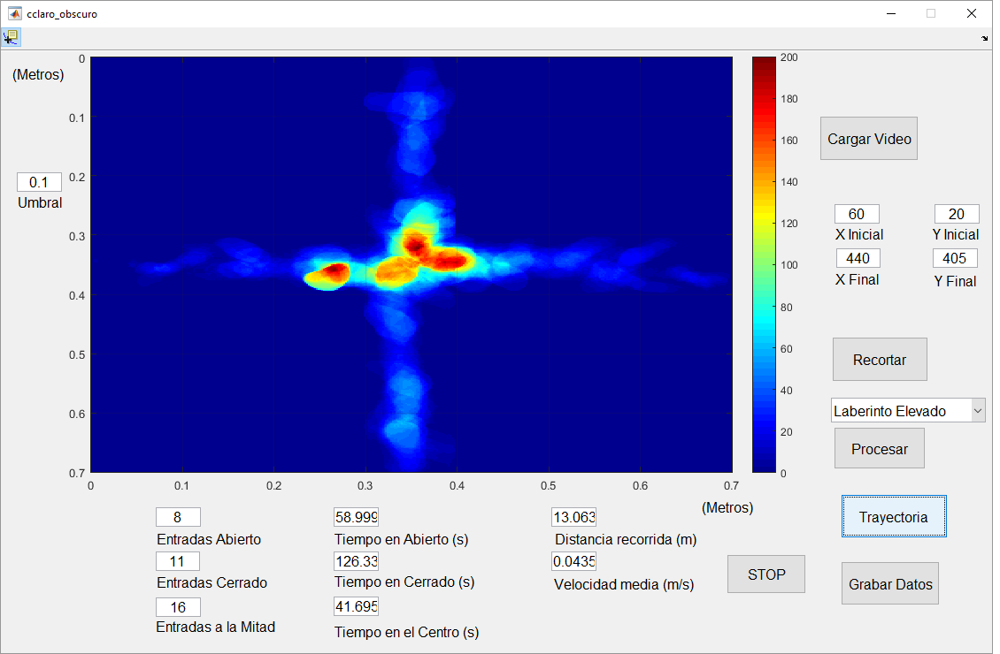 cclaro_obscuro
(Metros)
0
0.1
0.2
0.3
0.4
0.5
0.6
0.7
0 0.1 0.2 0.3 0.4 0.5 0.6 0.7
(Metros)
200
180
160
140
120
100
80
60
40
20
0
0.1
Umbral
Cargar Video
60 20
X Inicial Y Inicial
440 405
X Final Y Final
Recortar
Laberinto Elevado
Procesar
Trayectoria
Grabar Datos
STOP
8 58.999 13.063
Entradas Abierto Tiempo en Abierto (s) Distancia recorrida (m)
11 126.33 0.0435
Entradas Cerrado Tiempo en Cerrado (s) Velocidad media (m/s)
16 41.695
Entradas a la Mitad Tiempo en el Centro (s)